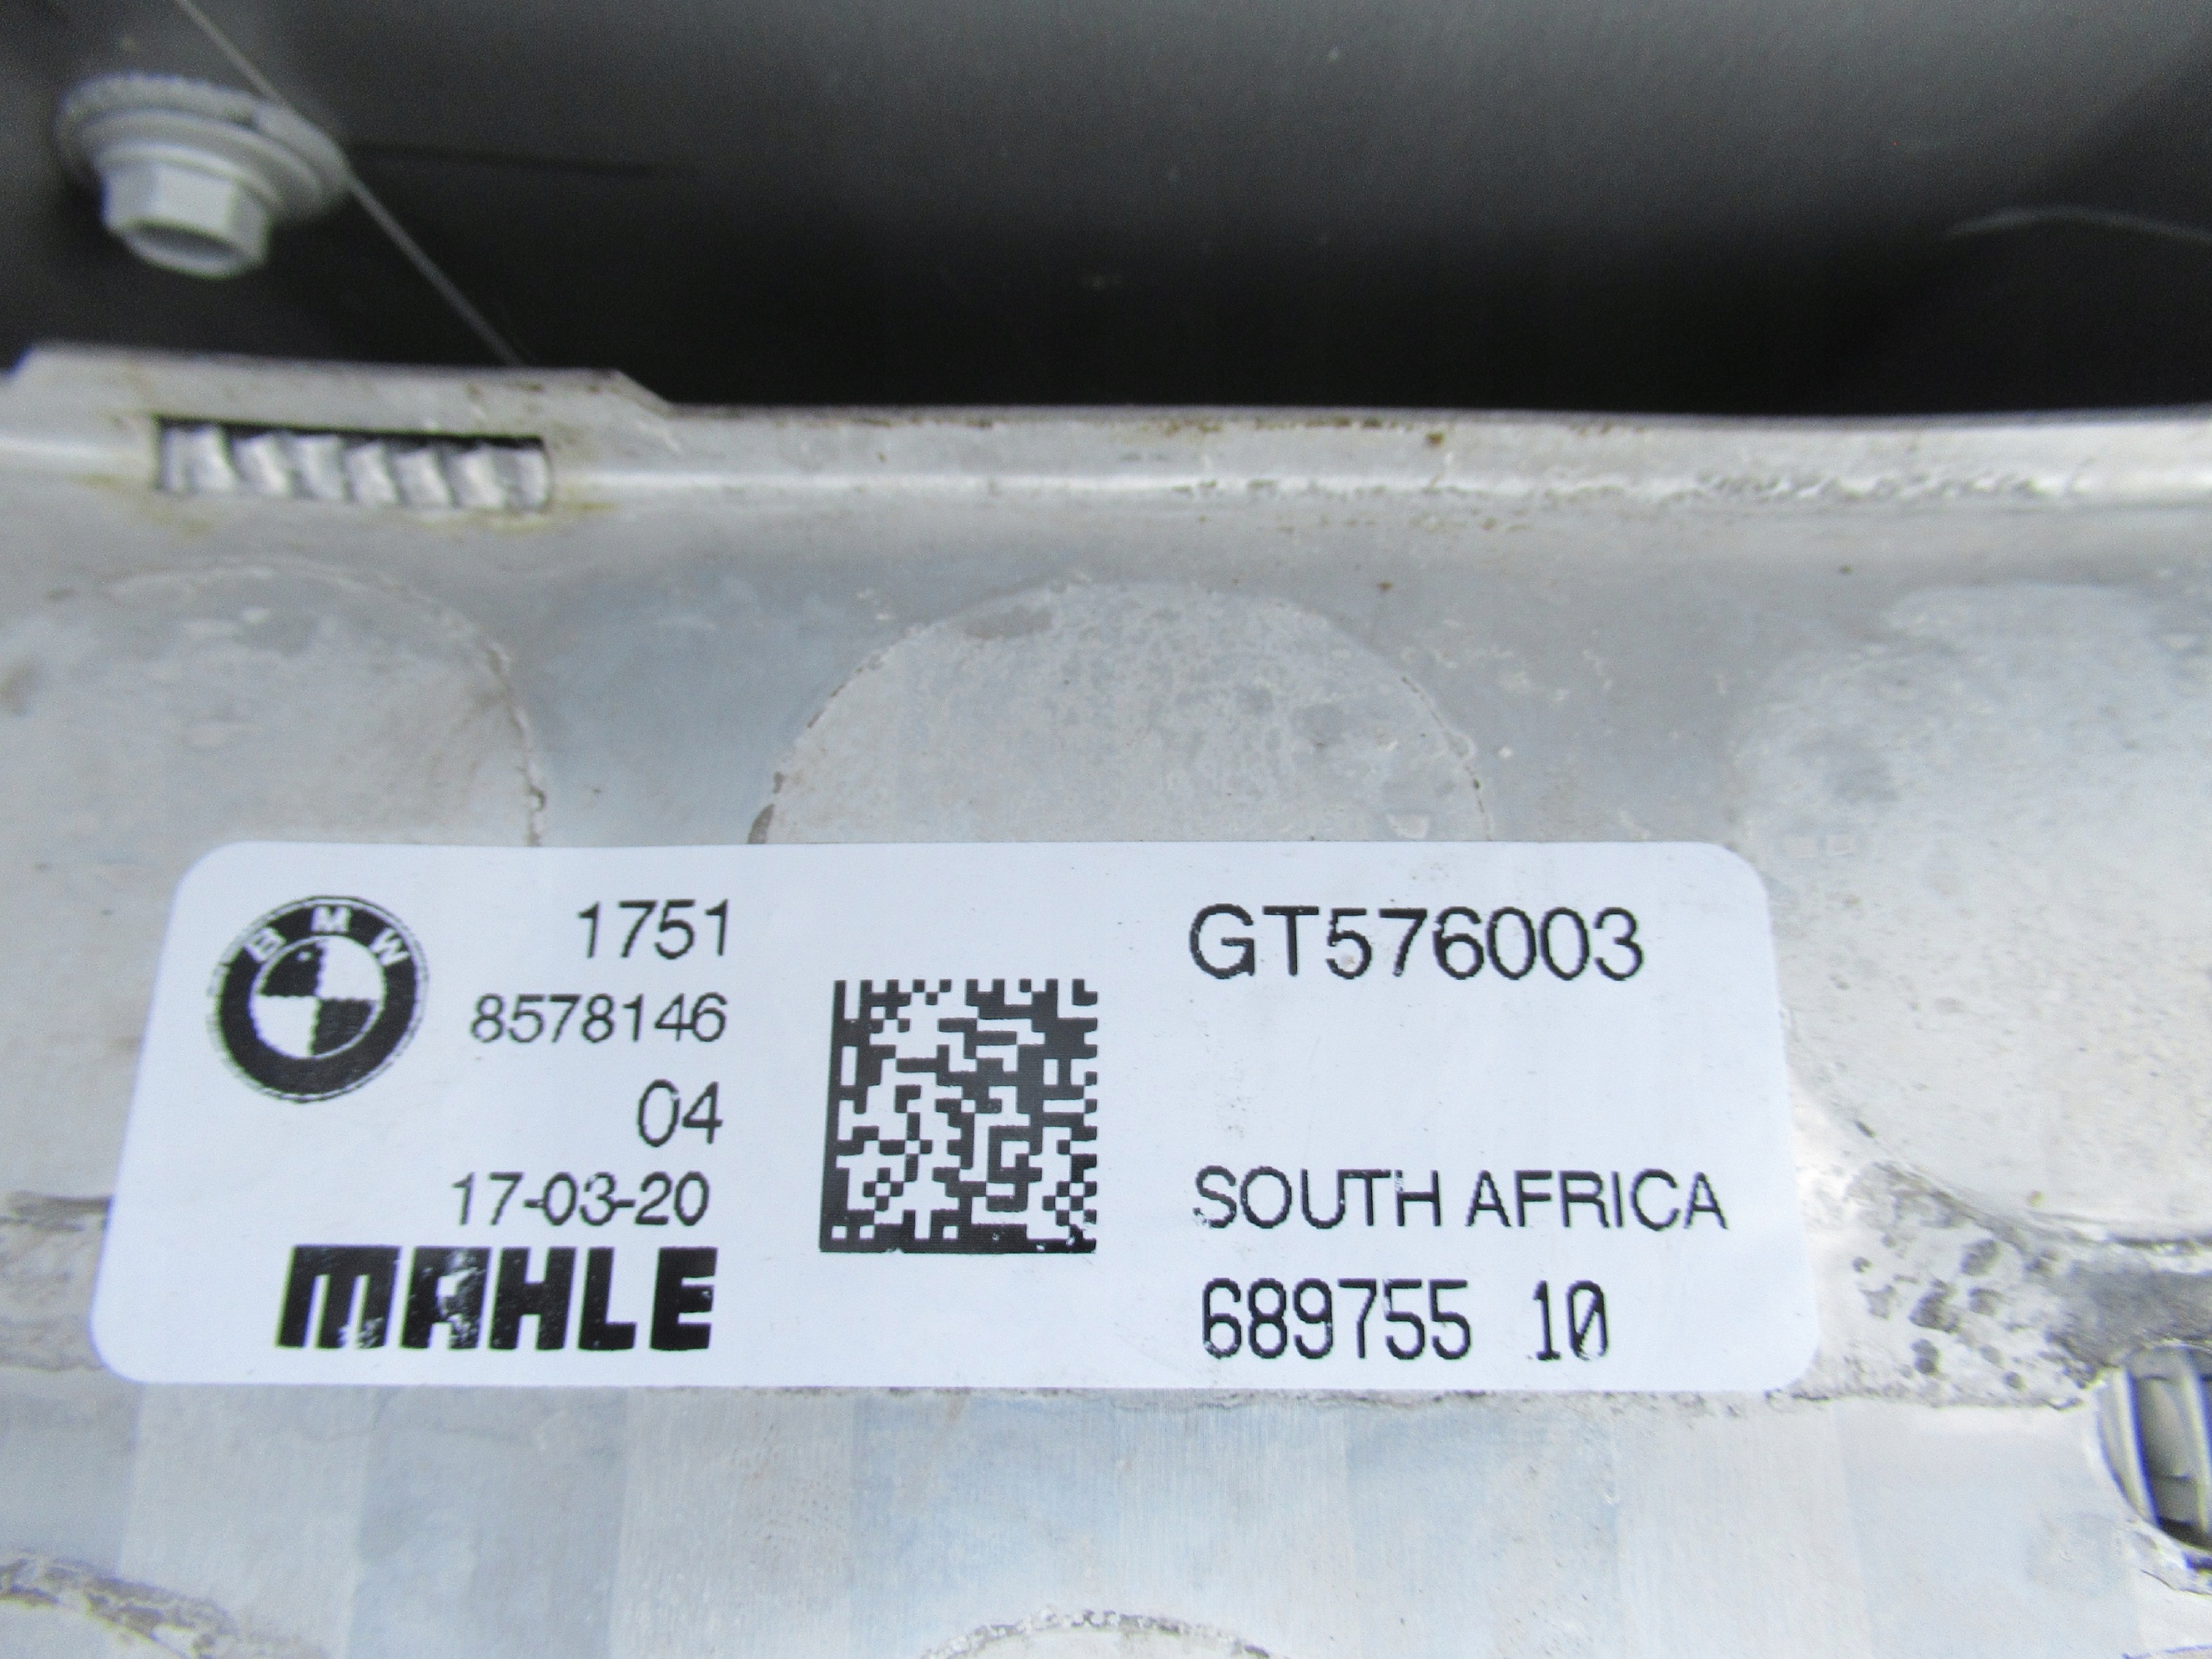 BMW
1751
8578146
04
17-03-20
MAHLE
GT576003
SOUTH AFRICA
689755 10